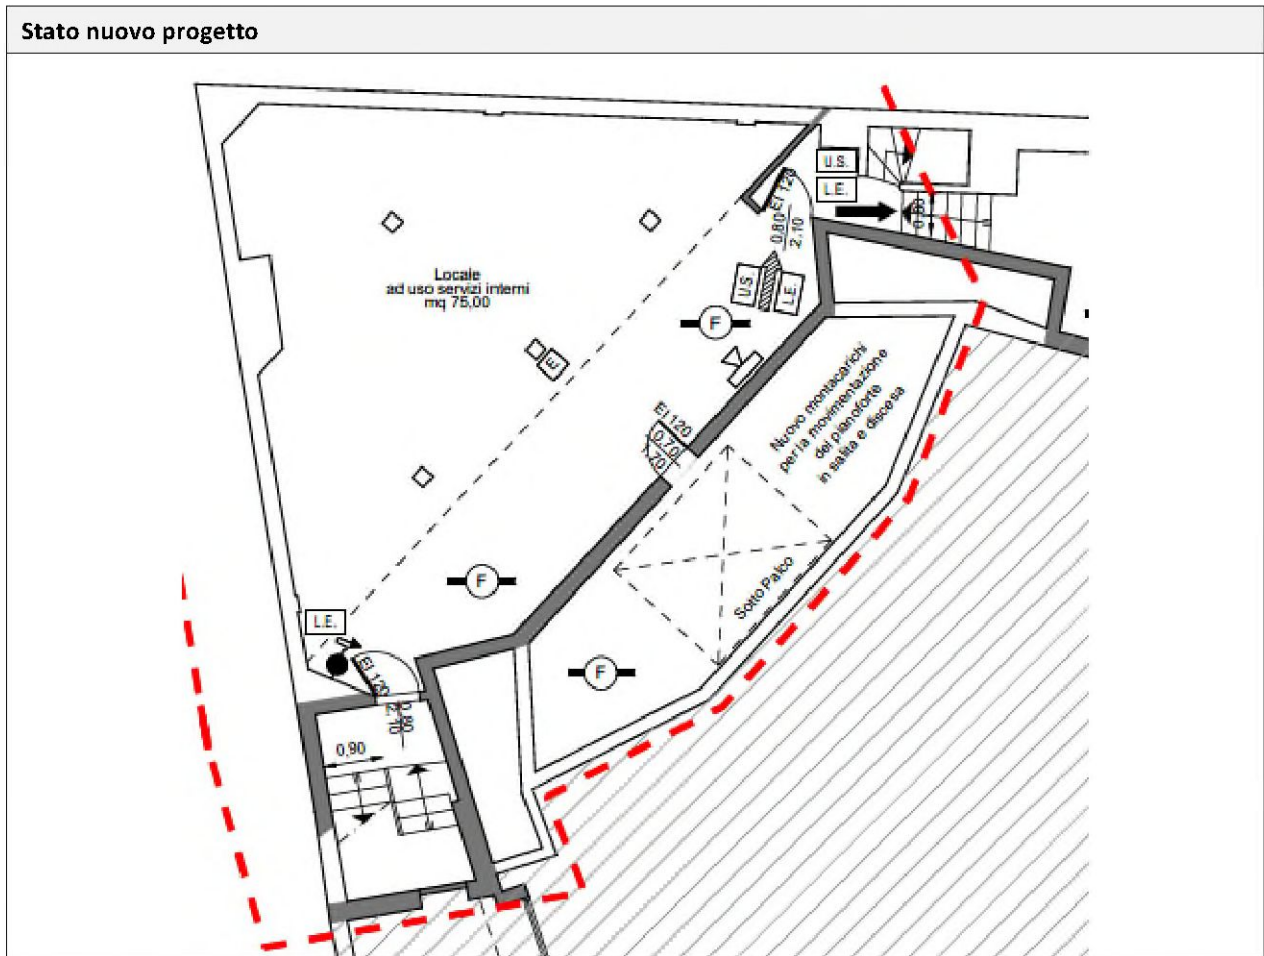 Stato nuovo progetto
U.S.
L.E.
EI 120
0,80
2,10
0,80
Locale
ad uso servizi interni
mq 75,00
U.S.
L.E.
F
E
EI 120
0,70
Nuovo montacarichi
per la movimentazione
del pianoforte
in salita e discesa
Sotto Palco
F
L.E.
EI 120
0,80
2,10
F
0,90